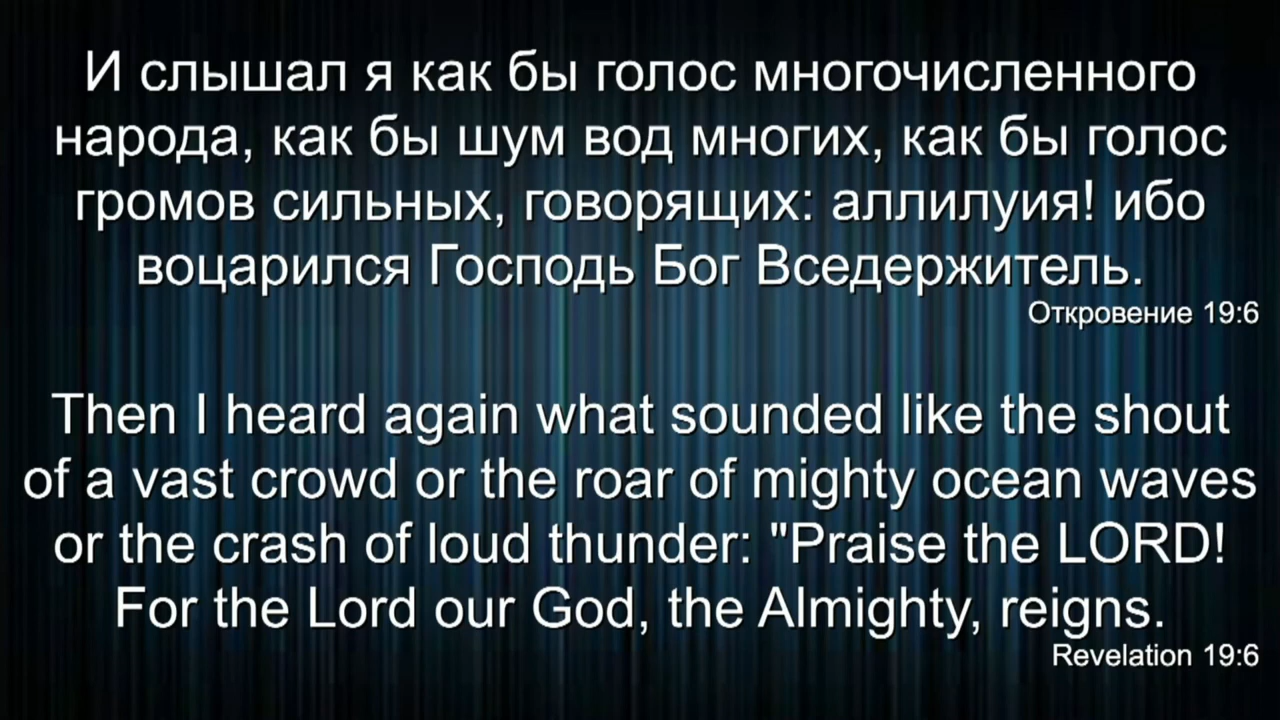 И слышал я как бы голос многочисленного
народа, как бы шум вод многих, как бы голос
громов сильных, говорящих: аллилуия! ибо
воцарился Господь Бог Вседержитель.
Откровение 19:6
Then I heard again what sounded like the shout
of a vast crowd or the roar of mighty ocean waves
or the crash of loud thunder: "Praise the LORD!
For the Lord our God, the Almighty, reigns.
Revelation 19:6